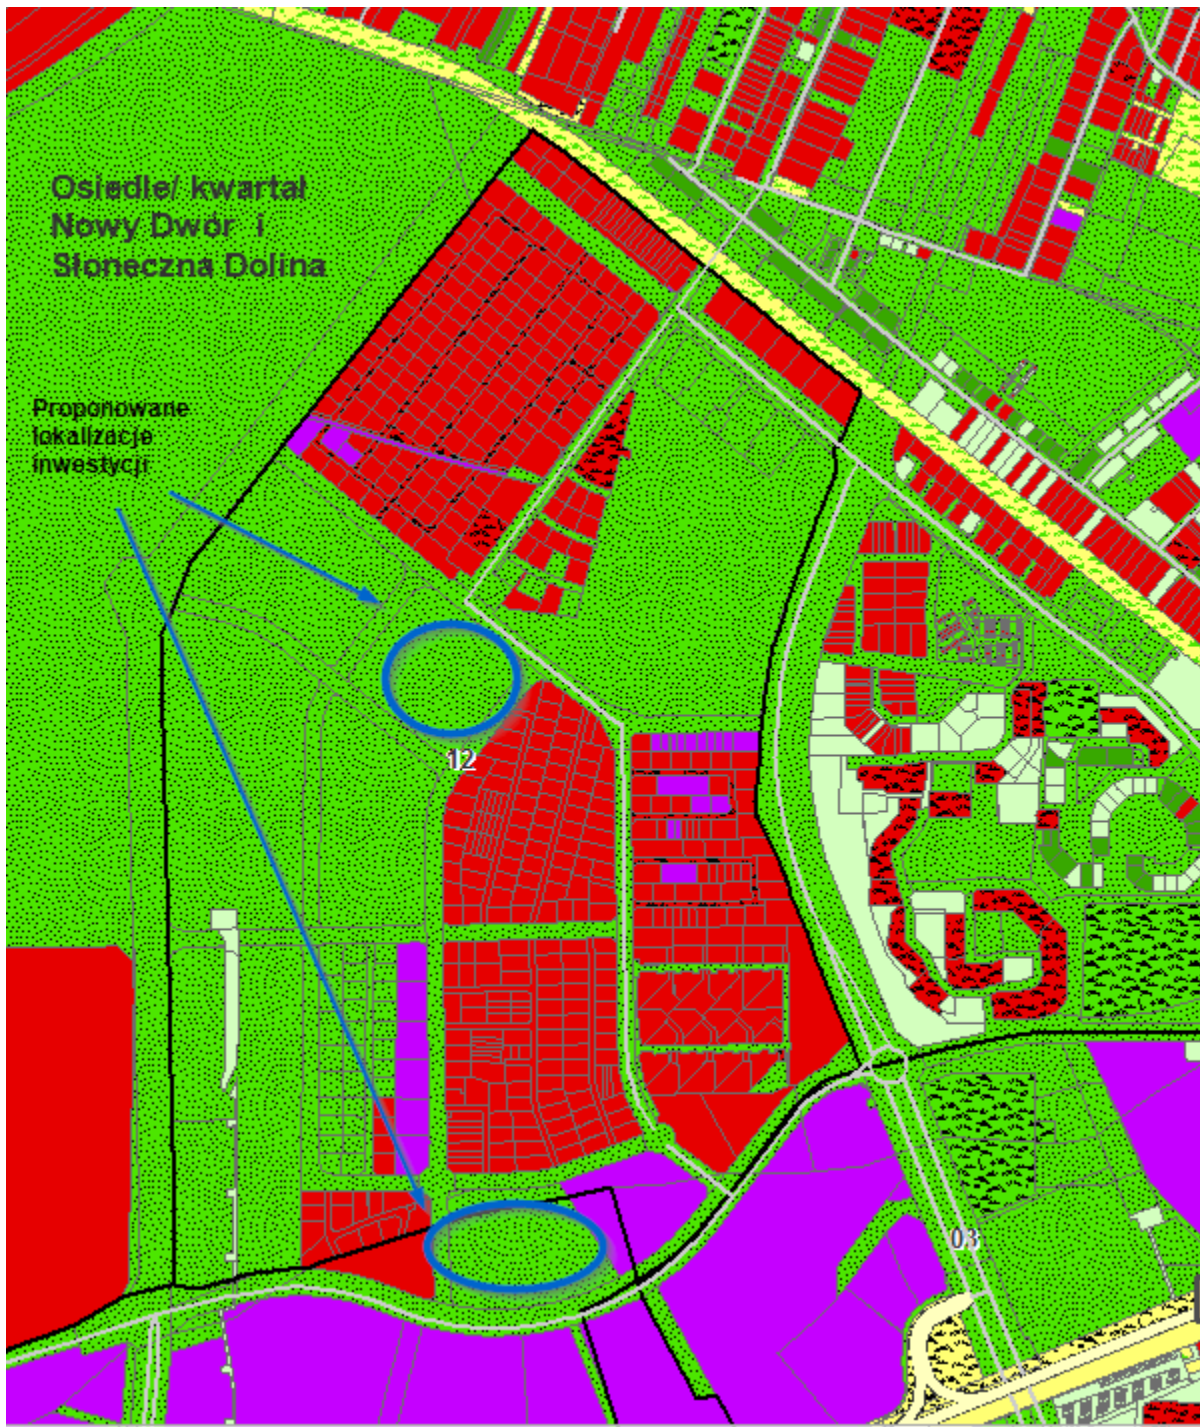 Osiedle/ kwartał
Nowy Dwór i
Słoneczna Dolina
Proponowane
lokalizacje
inwestycji
12
03